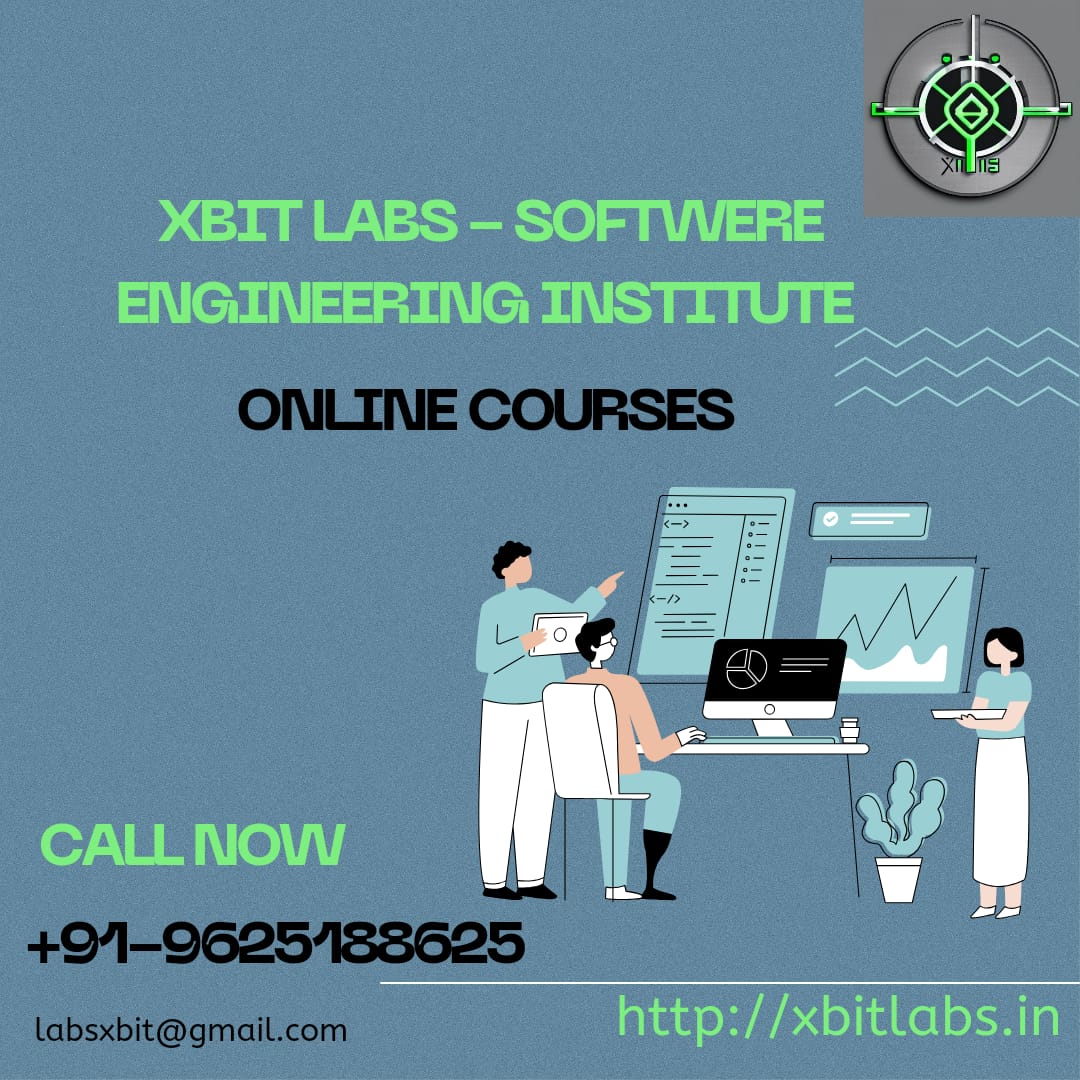 XBIT LABS - SOFTWERE
ENGINEERING INSTITUTE
ONLINE COURSES
CALL NOW
+91-9625188625
labsxbit@gmail.com
http://xbitlabs.in